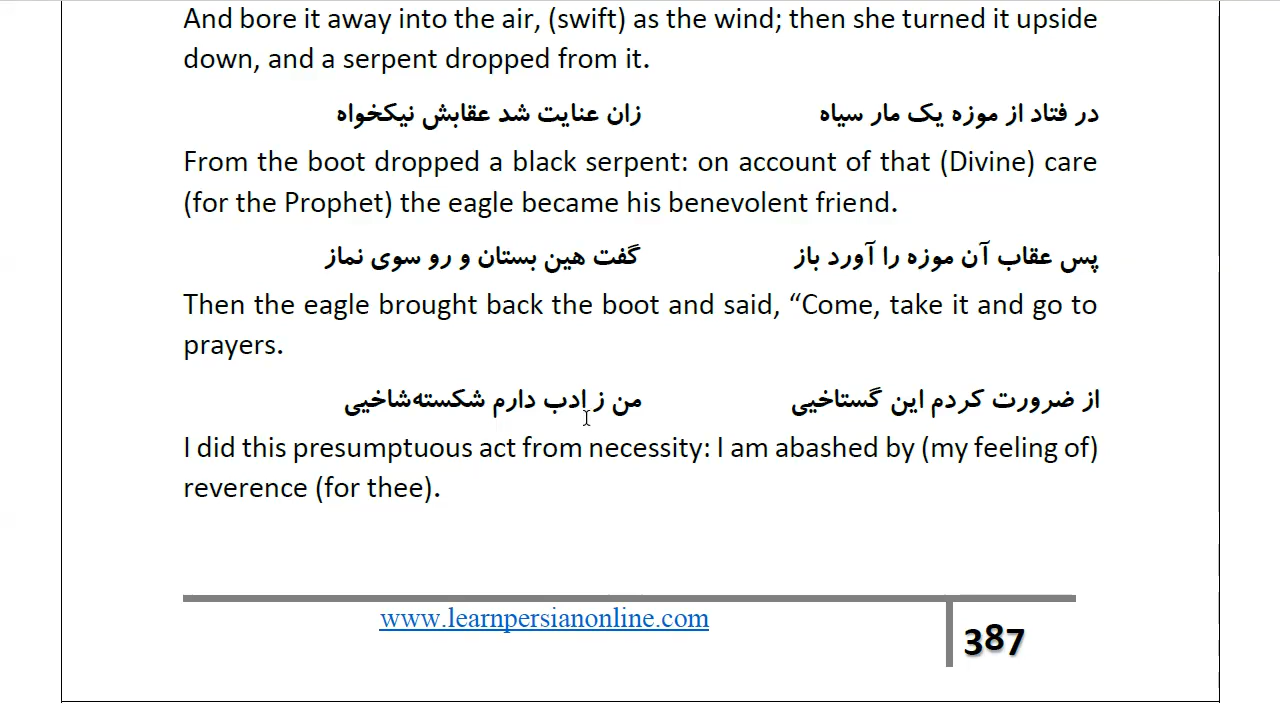 And bore it away into the air, (swift) as the wind; then she turned it upside
down, and a serpent dropped from it.
در فتاد از موزه یک مار سیاه زان عنایت شد عقابش نیکخواه
From the boot dropped a black serpent: on account of that (Divine) care
(for the Prophet) the eagle became his benevolent friend.
پس عقاب آن موزه را آورد باز گفت هین بستان و رو سوی نماز
Then the eagle brought back the boot and said, “Come, take it and go to
prayers.
از ضرورت کردم این گستاخیی من ز ادب دارم شکسته‌شاخیی
I did this presumptuous act from necessity: I am abashed by (my feeling of)
reverence (for thee).
www.learnpersianonline.com
387